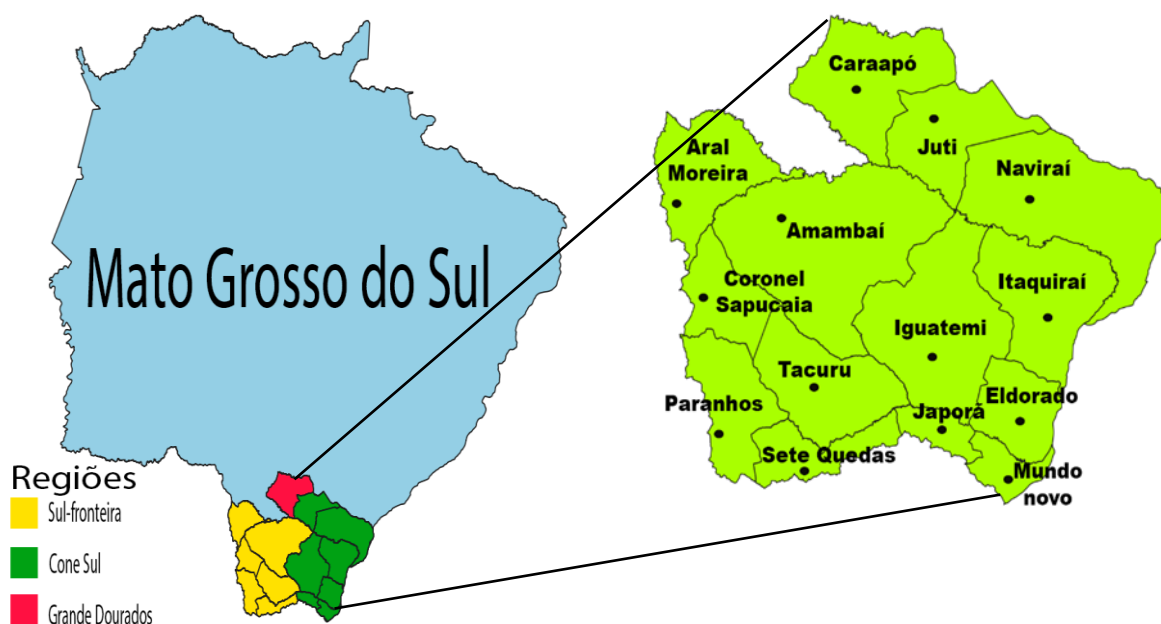 Mato Grosso do Sul
Regiões
Sul-fronteira
Cone Sul
Grande Dourados
Caraapó
Juti
Aral
Moreira
Naviraí
Amambaí
Coronel
Sapucaia
Itaquiraí
Iguatemi
Tacuru
Paranhos
Eldorado
Japorá
Sete Quedas
Mundo
novo